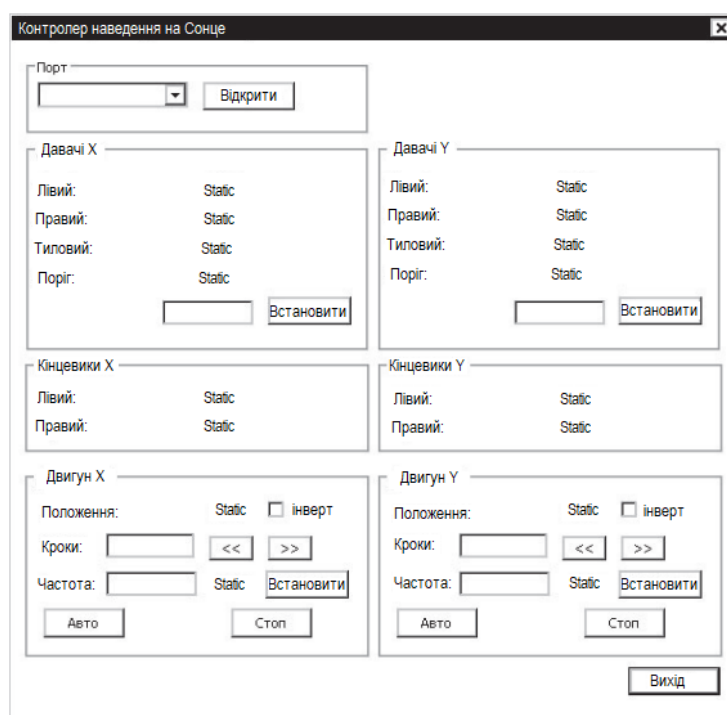 Контролер наведення на Сонце
Порт
Відкрити
Давачі X
Лівий: Static
Правий: Static
Тиловий: Static
Поріг: Static
Встановити
Давачі Y
Лівий: Static
Правий: Static
Тиловий: Static
Поріг: Static
Встановити
Кінцевики X
Лівий: Static
Правий: Static
Кінцевики Y
Лівий: Static
Правий: Static
Двигун X
Положення: Static інверт
Кроки: << >>
Частота: Static Встановити
Авто Стоп
Двигун Y
Положення: Static інверт
Кроки: << >>
Частота: Static Встановити
Авто Стоп
Вихід